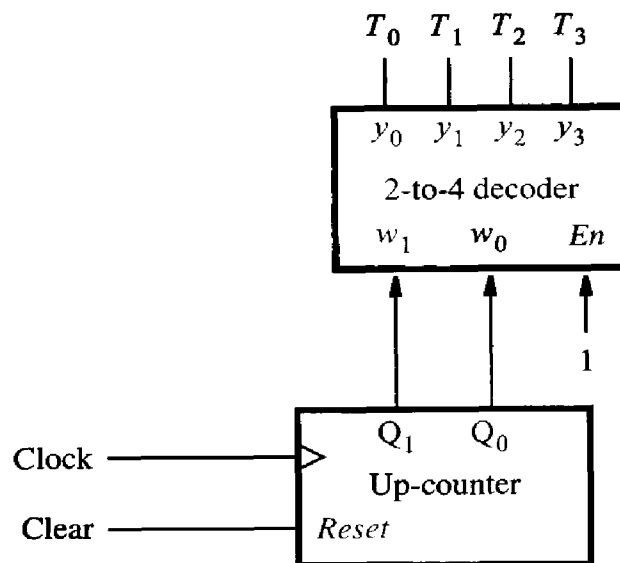 T₀ T₁ T₂ T₃
y₀ y₁ y₂ y₃
2-to-4 decoder
w₁ w₀ En
1
Q₁ Q₀
Clock
Up-counter
Clear
Reset